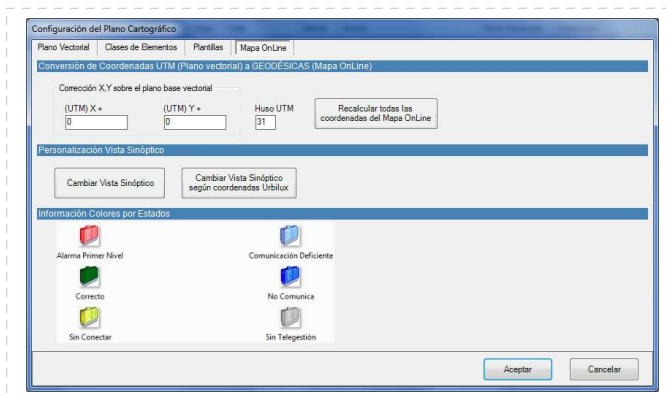 Configuración del Plano Cartográfico
Plano Vectorial Clases de Elementos Plantillas Mapa OnLine
Conversión de Coordenadas UTM (Plano vectorial) a GEODÉSICAS (Mapa OnLine)
Corrección X,Y sobre el plano base vectorial
(UTM) X + (UTM) Y + Huso UTM
0 0 31
Recalcular todas las
coordenadas del Mapa OnLine
Personalización Vista Sinóptico
Cambiar Vista Sinóptico
Cambiar Vista Sinóptico
según coordenadas Urbilux
Información Colores por Estados
Alarma Primer Nivel Comunicación Deficiente
Correcto No Comunica
Sin Conectar Sin Telegestión
Aceptar Cancelar